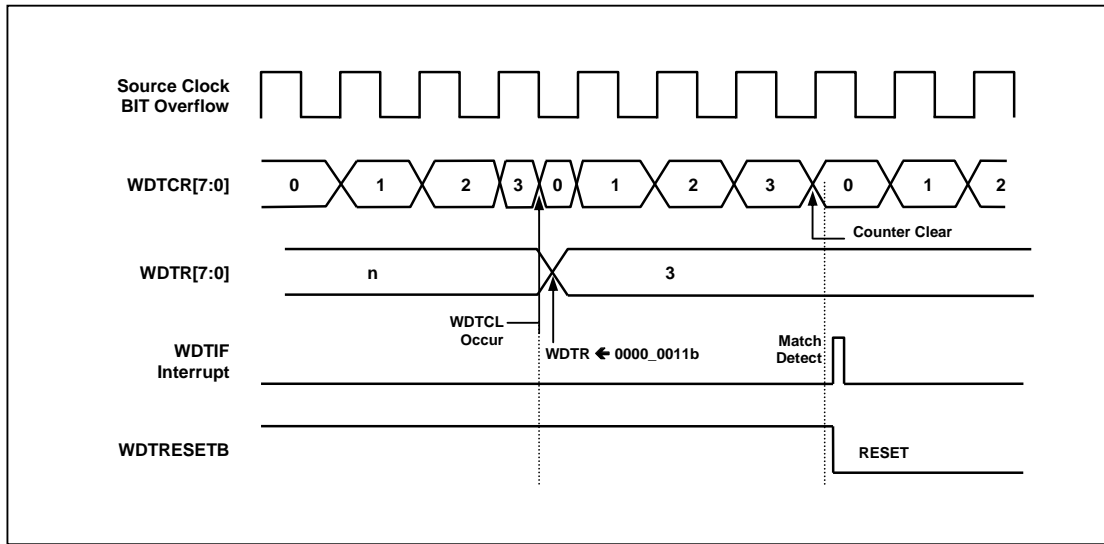 Source Clock
BIT Overflow
WDTCR[7:0]
0 1 2 3 0 1 2 3 0 1 2
Counter Clear
WDTR[7:0]
n 3
WDTCL
Occur
WDTR 🡸 0000_0011b
Match
Detect
WDTIF
Interrupt
WDTRESETB
RESET